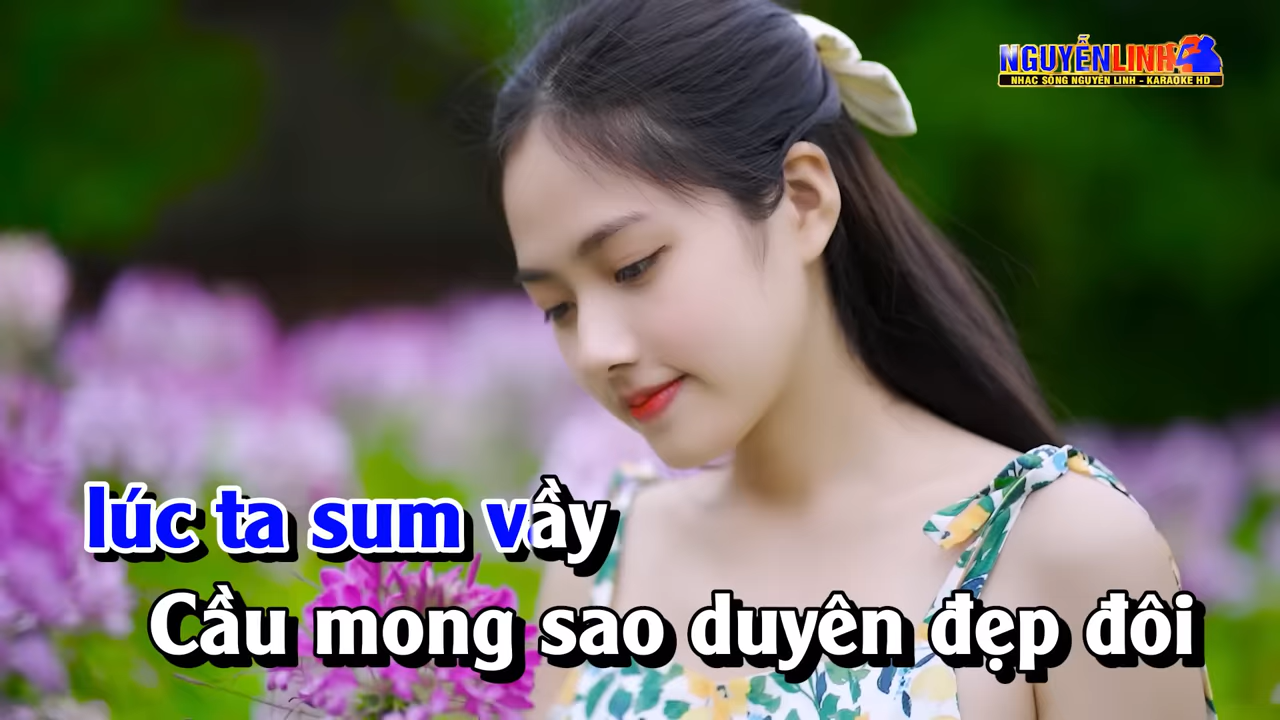 NGUYỄN LINH
NHẠC SỐNG NGUYỄN LINH - KARAOKE HD
lúc ta sum vầy
Cầu mong sao duyên đẹp đôi